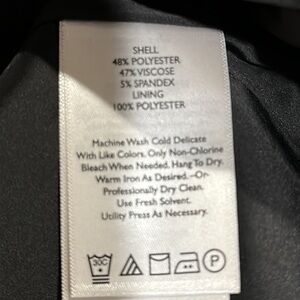 SHELL
48% POLYESTER
47% VISCOSE
5% SPANDEX
LINING
100% POLYESTER
Machine Wash Cold Delicate
With Like Colors. Only Non-Chlorine
Bleach When Needed. Hang To Dry.
Warm Iron As Desired. -Or-
Professionally Dry Clean.
Use Fresh Solvent.
Utility Press As Necessary.
30C P